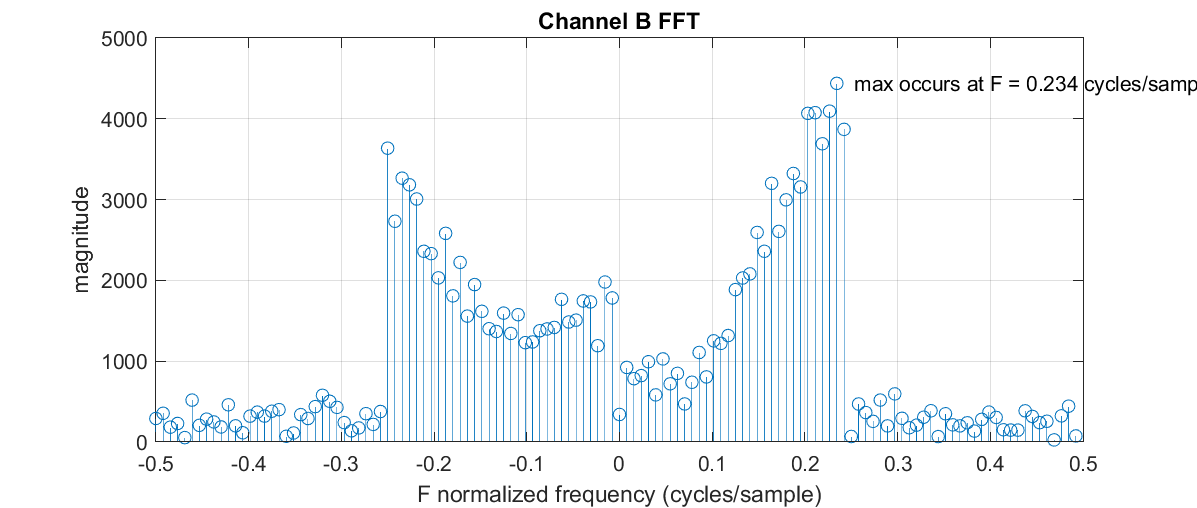 Channel B FFT
5000
4000
3000
2000
1000
0
magnitude
max occurs at F = 0.234 cycles/samp
-0.5 -0.4 -0.3 -0.2 -0.1 0 0.1 0.2 0.3 0.4 0.5
F normalized frequency (cycles/sample)